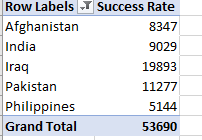 Row Labels Success Rate
Afghanistan 8347
India 9029
Iraq 19893
Pakistan 11277
Philippines 5144
Grand Total 53690